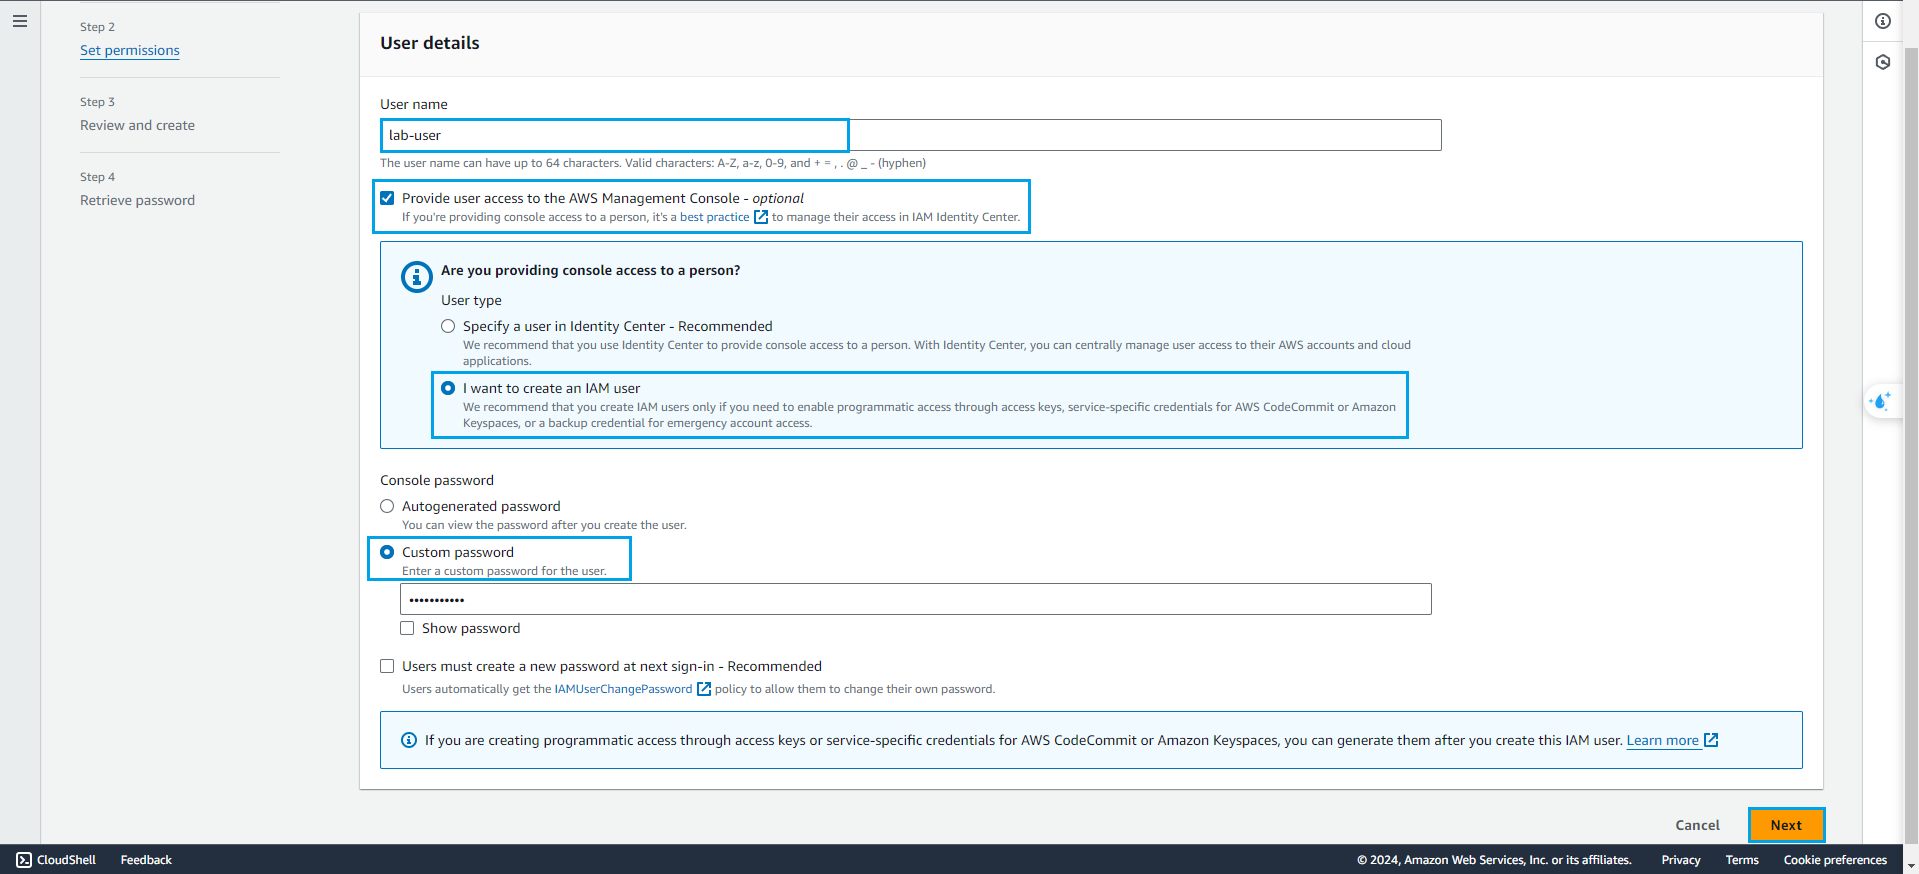 Step 2
Set permissions
Step 3
Review and create
Step 4
Retrieve password
User details
User name
lab-user
The user name can have up to 64 characters. Valid characters: A-Z, a-z, 0-9, and + = , . @ _ - (hyphen)
Provide user access to the AWS Management Console - optional
If you're providing console access to a person, it's a best practice to manage their access in IAM Identity Center.
Are you providing console access to a person?
User type
Specify a user in Identity Center - Recommended
We recommend that you use Identity Center to provide console access to a person. With Identity Center, you can centrally manage user access to their AWS accounts and cloud
applications.
I want to create an IAM user
We recommend that you create IAM users only if you need to enable programmatic access through access keys, service-specific credentials for AWS CodeCommit or Amazon
Keyspaces, or a backup credential for emergency account access.
Console password
Autogenerated password
You can view the password after you create the user.
Custom password
Enter a custom password for the user.
•••••••••••
Show password
Users must create a new password at next sign-in - Recommended
Users automatically get the IAMUserChangePassword policy to allow them to change their own password.
If you are creating programmatic access through access keys or service-specific credentials for AWS CodeCommit or Amazon Keyspaces, you can generate them after you create this IAM user. Learn more
Cancel Next
CloudShell Feedback © 2024, Amazon Web Services, Inc. or its affiliates. Privacy Terms Cookie preferences